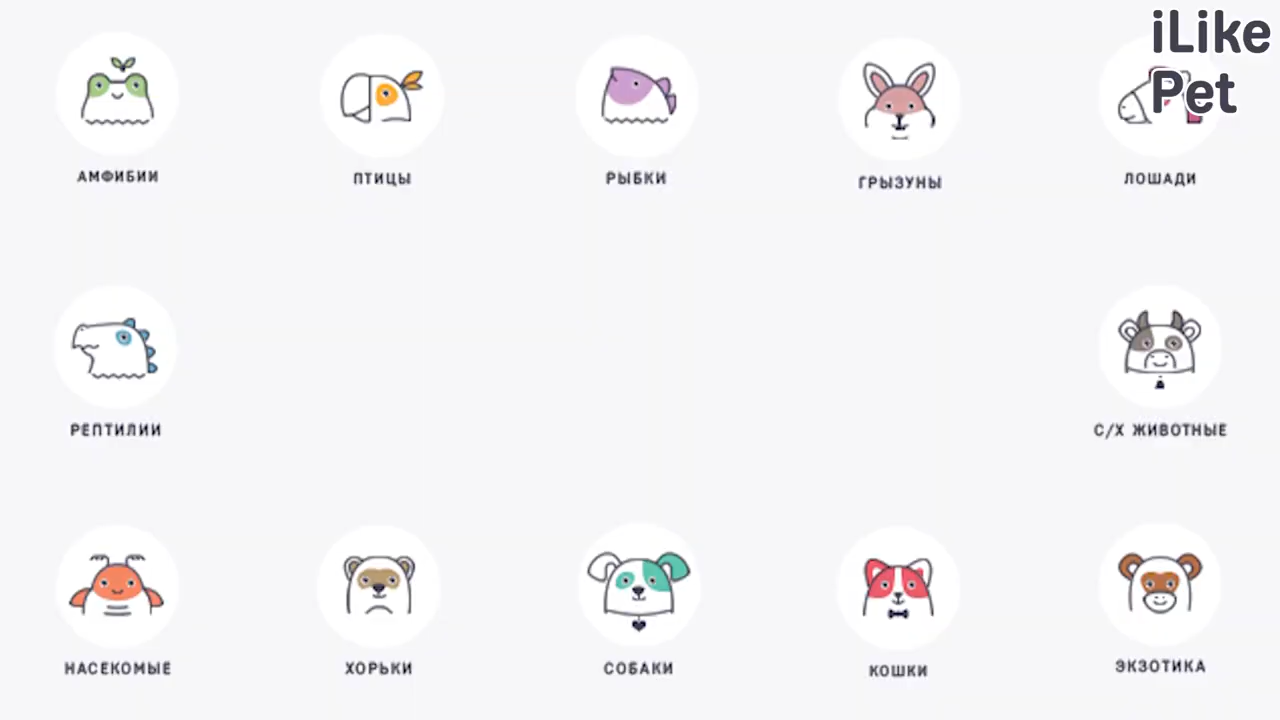 iLike
Pet
АМФИБИИ
ПТИЦЫ
РЫБКИ
ГРЫЗУНЫ
ЛОШАДИ
РЕПТИЛИИ
С/Х ЖИВОТНЫЕ
НАСЕКОМЫЕ
ХОРЬКИ
СОБАКИ
КОШКИ
ЭКЗОТИКА